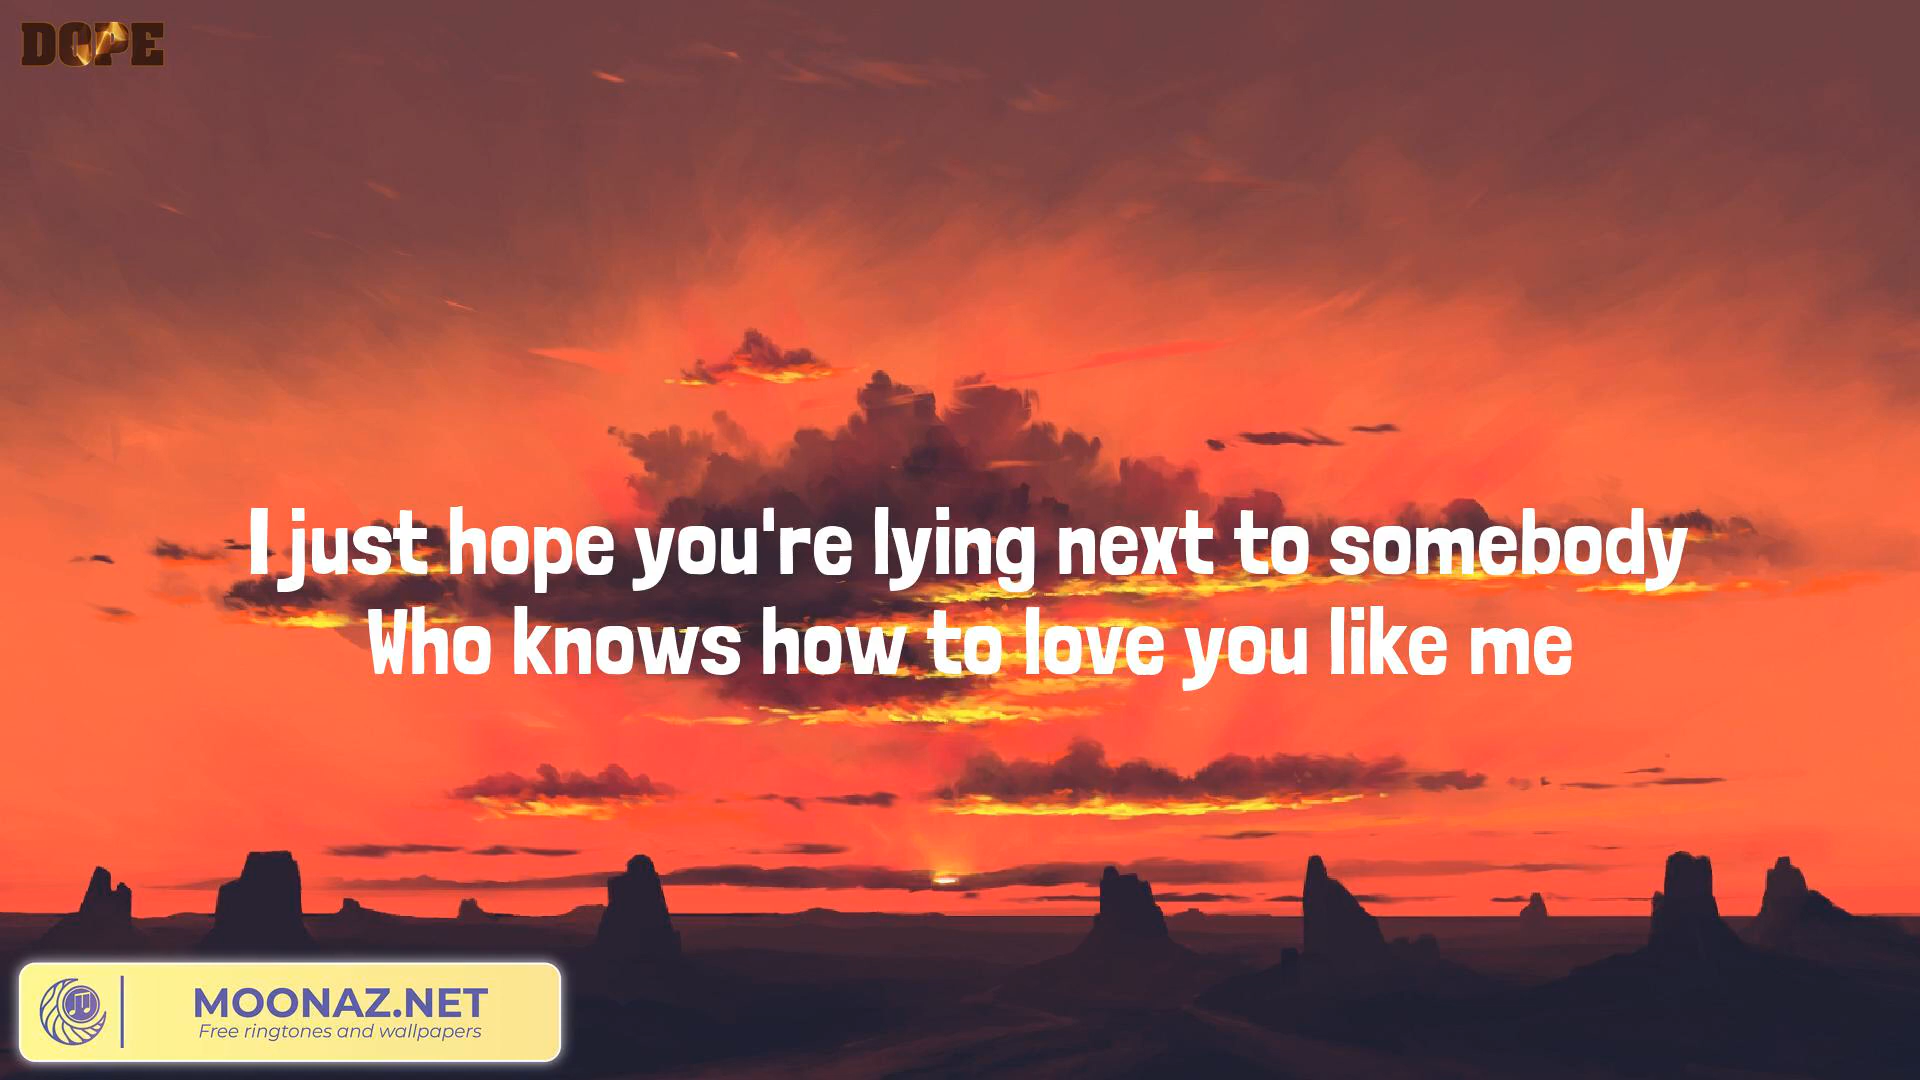 DOPE
I just hope you're lying next to somebody
Who knows how to love you like me
MOONAZ.NET
Free ringtones and wallpapers